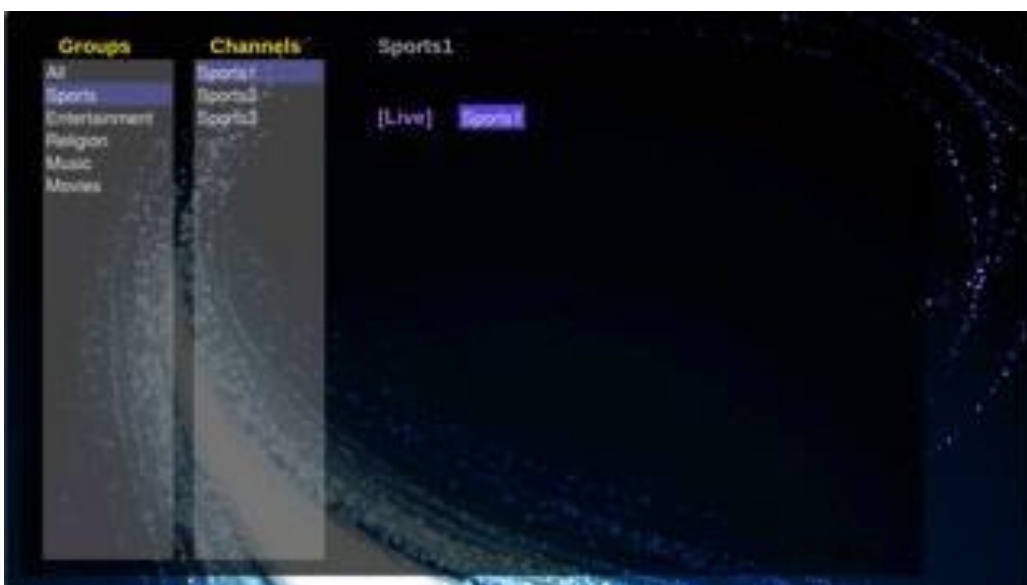 Groups
All
Sports
Entertainment
Religion
Music
Movies
Channels
Sports1
Sports2
Sports3
Sports1
[Live] Sports1